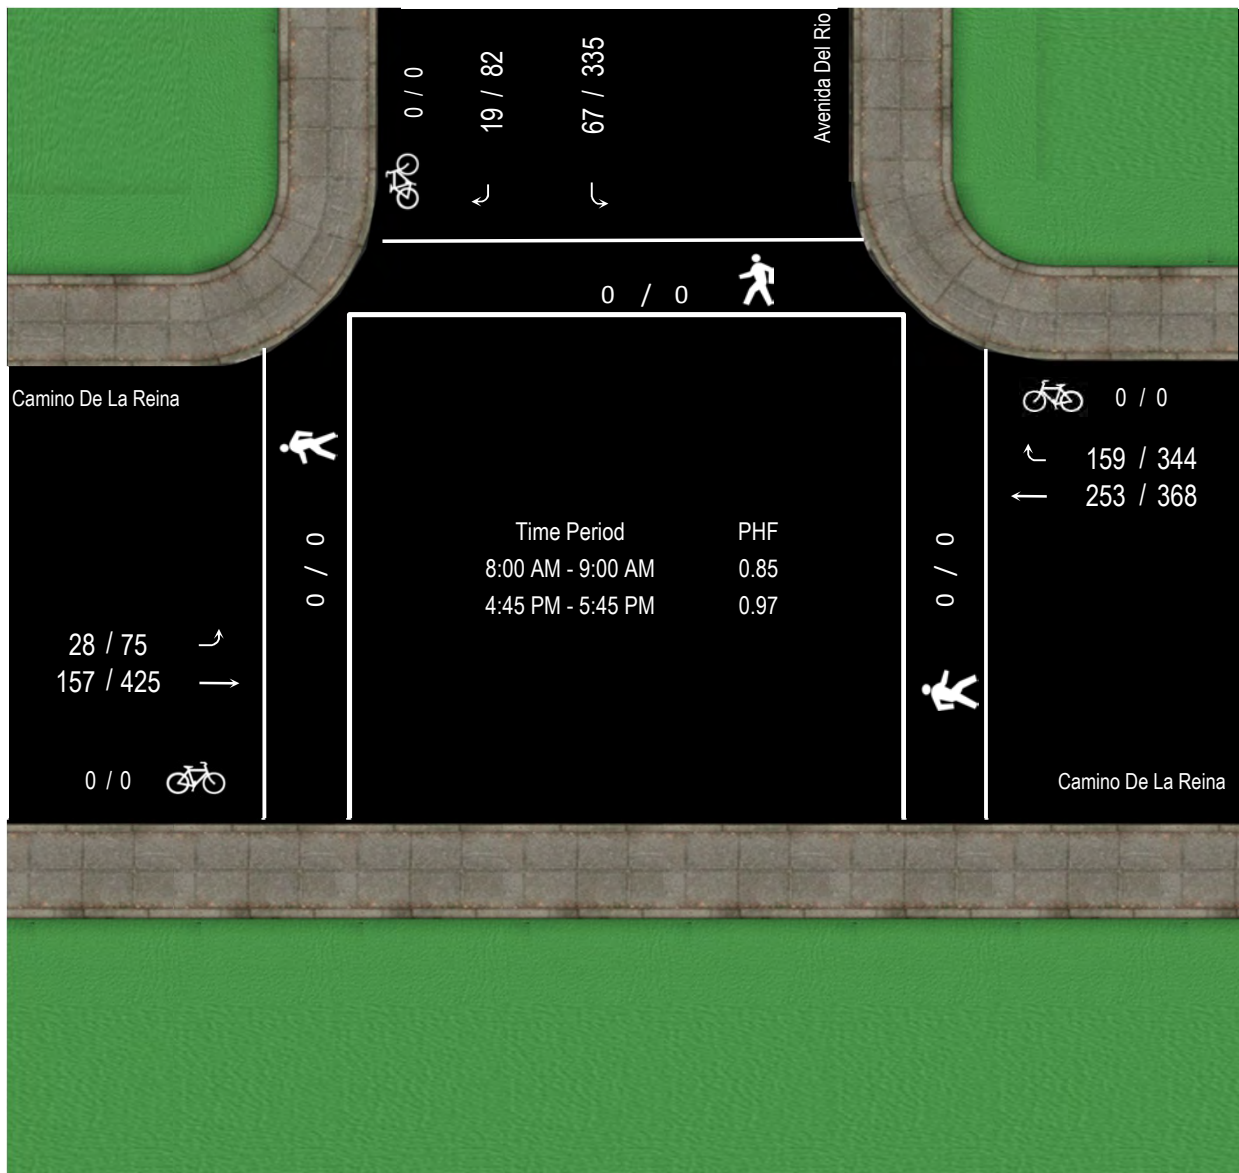 0 / 0
19 / 82
67 / 335
Avenida Del Rio
0 / 0
Camino De La Reina
0 / 0
159 / 344
253 / 368
0 / 0
0 / 0
Time Period PHF
8:00 AM - 9:00 AM 0.85
4:45 PM - 5:45 PM 0.97
28 / 75
157 / 425
0 / 0
Camino De La Reina